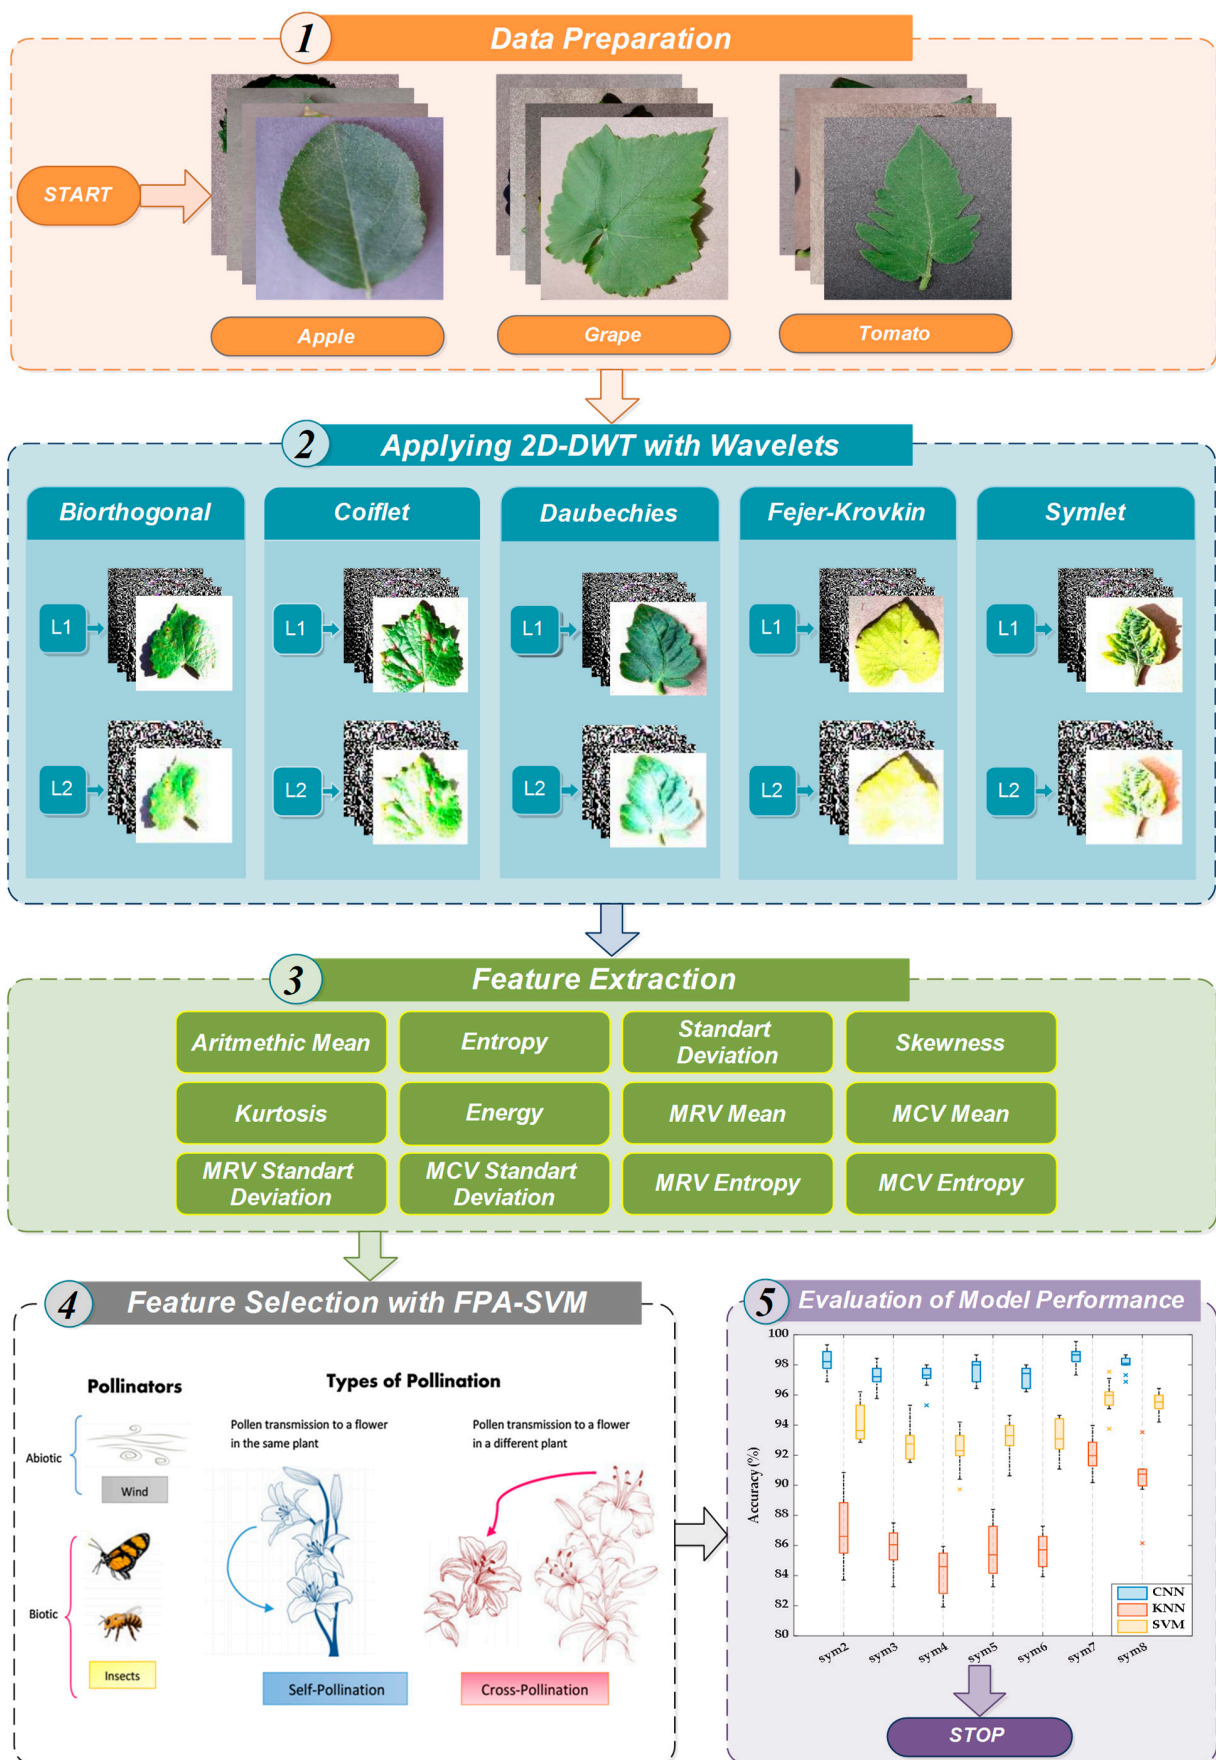 1 Data Preparation
START
Apple
Grape
Tomato
2 Applying 2D-DWT with Wavelets
Biorthogonal
L1
L2
Coiflet
L1
L2
Daubechies
L1
L2
Fejer-Krovkin
L1
L2
Symlet
L1
L2
3 Feature Extraction
Aritmethic Mean
Entropy
Standart
Deviation
Skewness
Kurtosis
Energy
MRV Mean
MCV Mean
MRV Standart
Deviation
MCV Standart
Deviation
MRV Entropy
MCV Entropy
4 Feature Selection with FPA-SVM
Pollinators
Abiotic
Wind
Biotic
Insects
Types of Pollination
Pollen transmission to a flower
in the same plant
Self-Pollination
Pollen transmission to a flower
in a different plant
Cross-Pollination
5 Evaluation of Model Performance
Accuracy (%)
100
98
96
94
92
90
88
86
84
82
80
sym2
sym3
sym4
sym5
sym6
sym7
sym8
CNN
KNN
SVM
STOP